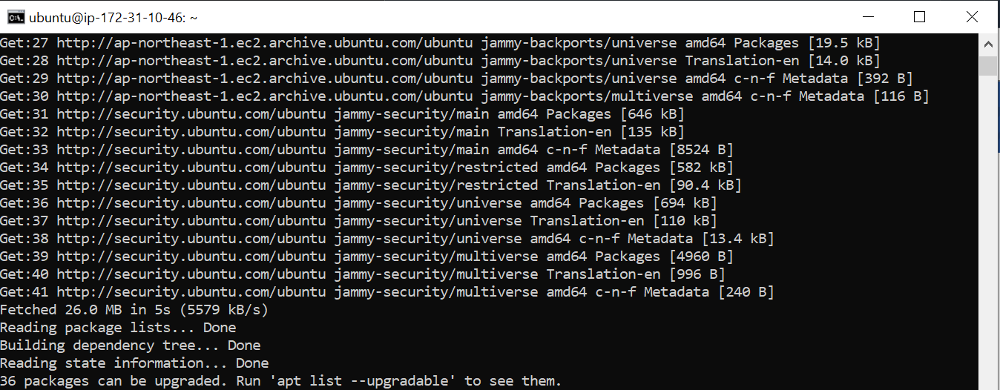 ubuntu@ip-172-31-10-46: ~
Get:27 http://ap-northeast-1.ec2.archive.ubuntu.com/ubuntu jammy-backports/universe amd64 Packages [19.5 kB]
Get:28 http://ap-northeast-1.ec2.archive.ubuntu.com/ubuntu jammy-backports/universe Translation-en [14.0 kB]
Get:29 http://ap-northeast-1.ec2.archive.ubuntu.com/ubuntu jammy-backports/universe amd64 c-n-f Metadata [392 B]
Get:30 http://ap-northeast-1.ec2.archive.ubuntu.com/ubuntu jammy-backports/multiverse amd64 c-n-f Metadata [116 B]
Get:31 http://security.ubuntu.com/ubuntu jammy-security/main amd64 Packages [646 kB]
Get:32 http://security.ubuntu.com/ubuntu jammy-security/main Translation-en [135 kB]
Get:33 http://security.ubuntu.com/ubuntu jammy-security/main amd64 c-n-f Metadata [8524 B]
Get:34 http://security.ubuntu.com/ubuntu jammy-security/restricted amd64 Packages [582 kB]
Get:35 http://security.ubuntu.com/ubuntu jammy-security/restricted Translation-en [90.4 kB]
Get:36 http://security.ubuntu.com/ubuntu jammy-security/universe amd64 Packages [694 kB]
Get:37 http://security.ubuntu.com/ubuntu jammy-security/universe Translation-en [110 kB]
Get:38 http://security.ubuntu.com/ubuntu jammy-security/universe amd64 c-n-f Metadata [13.4 kB]
Get:39 http://security.ubuntu.com/ubuntu jammy-security/multiverse amd64 Packages [4960 B]
Get:40 http://security.ubuntu.com/ubuntu jammy-security/multiverse Translation-en [996 B]
Get:41 http://security.ubuntu.com/ubuntu jammy-security/multiverse amd64 c-n-f Metadata [240 B]
Fetched 26.0 MB in 5s (5579 kB/s)
Reading package lists... Done
Building dependency tree... Done
Reading state information... Done
36 packages can be upgraded. Run 'apt list --upgradable' to see them.